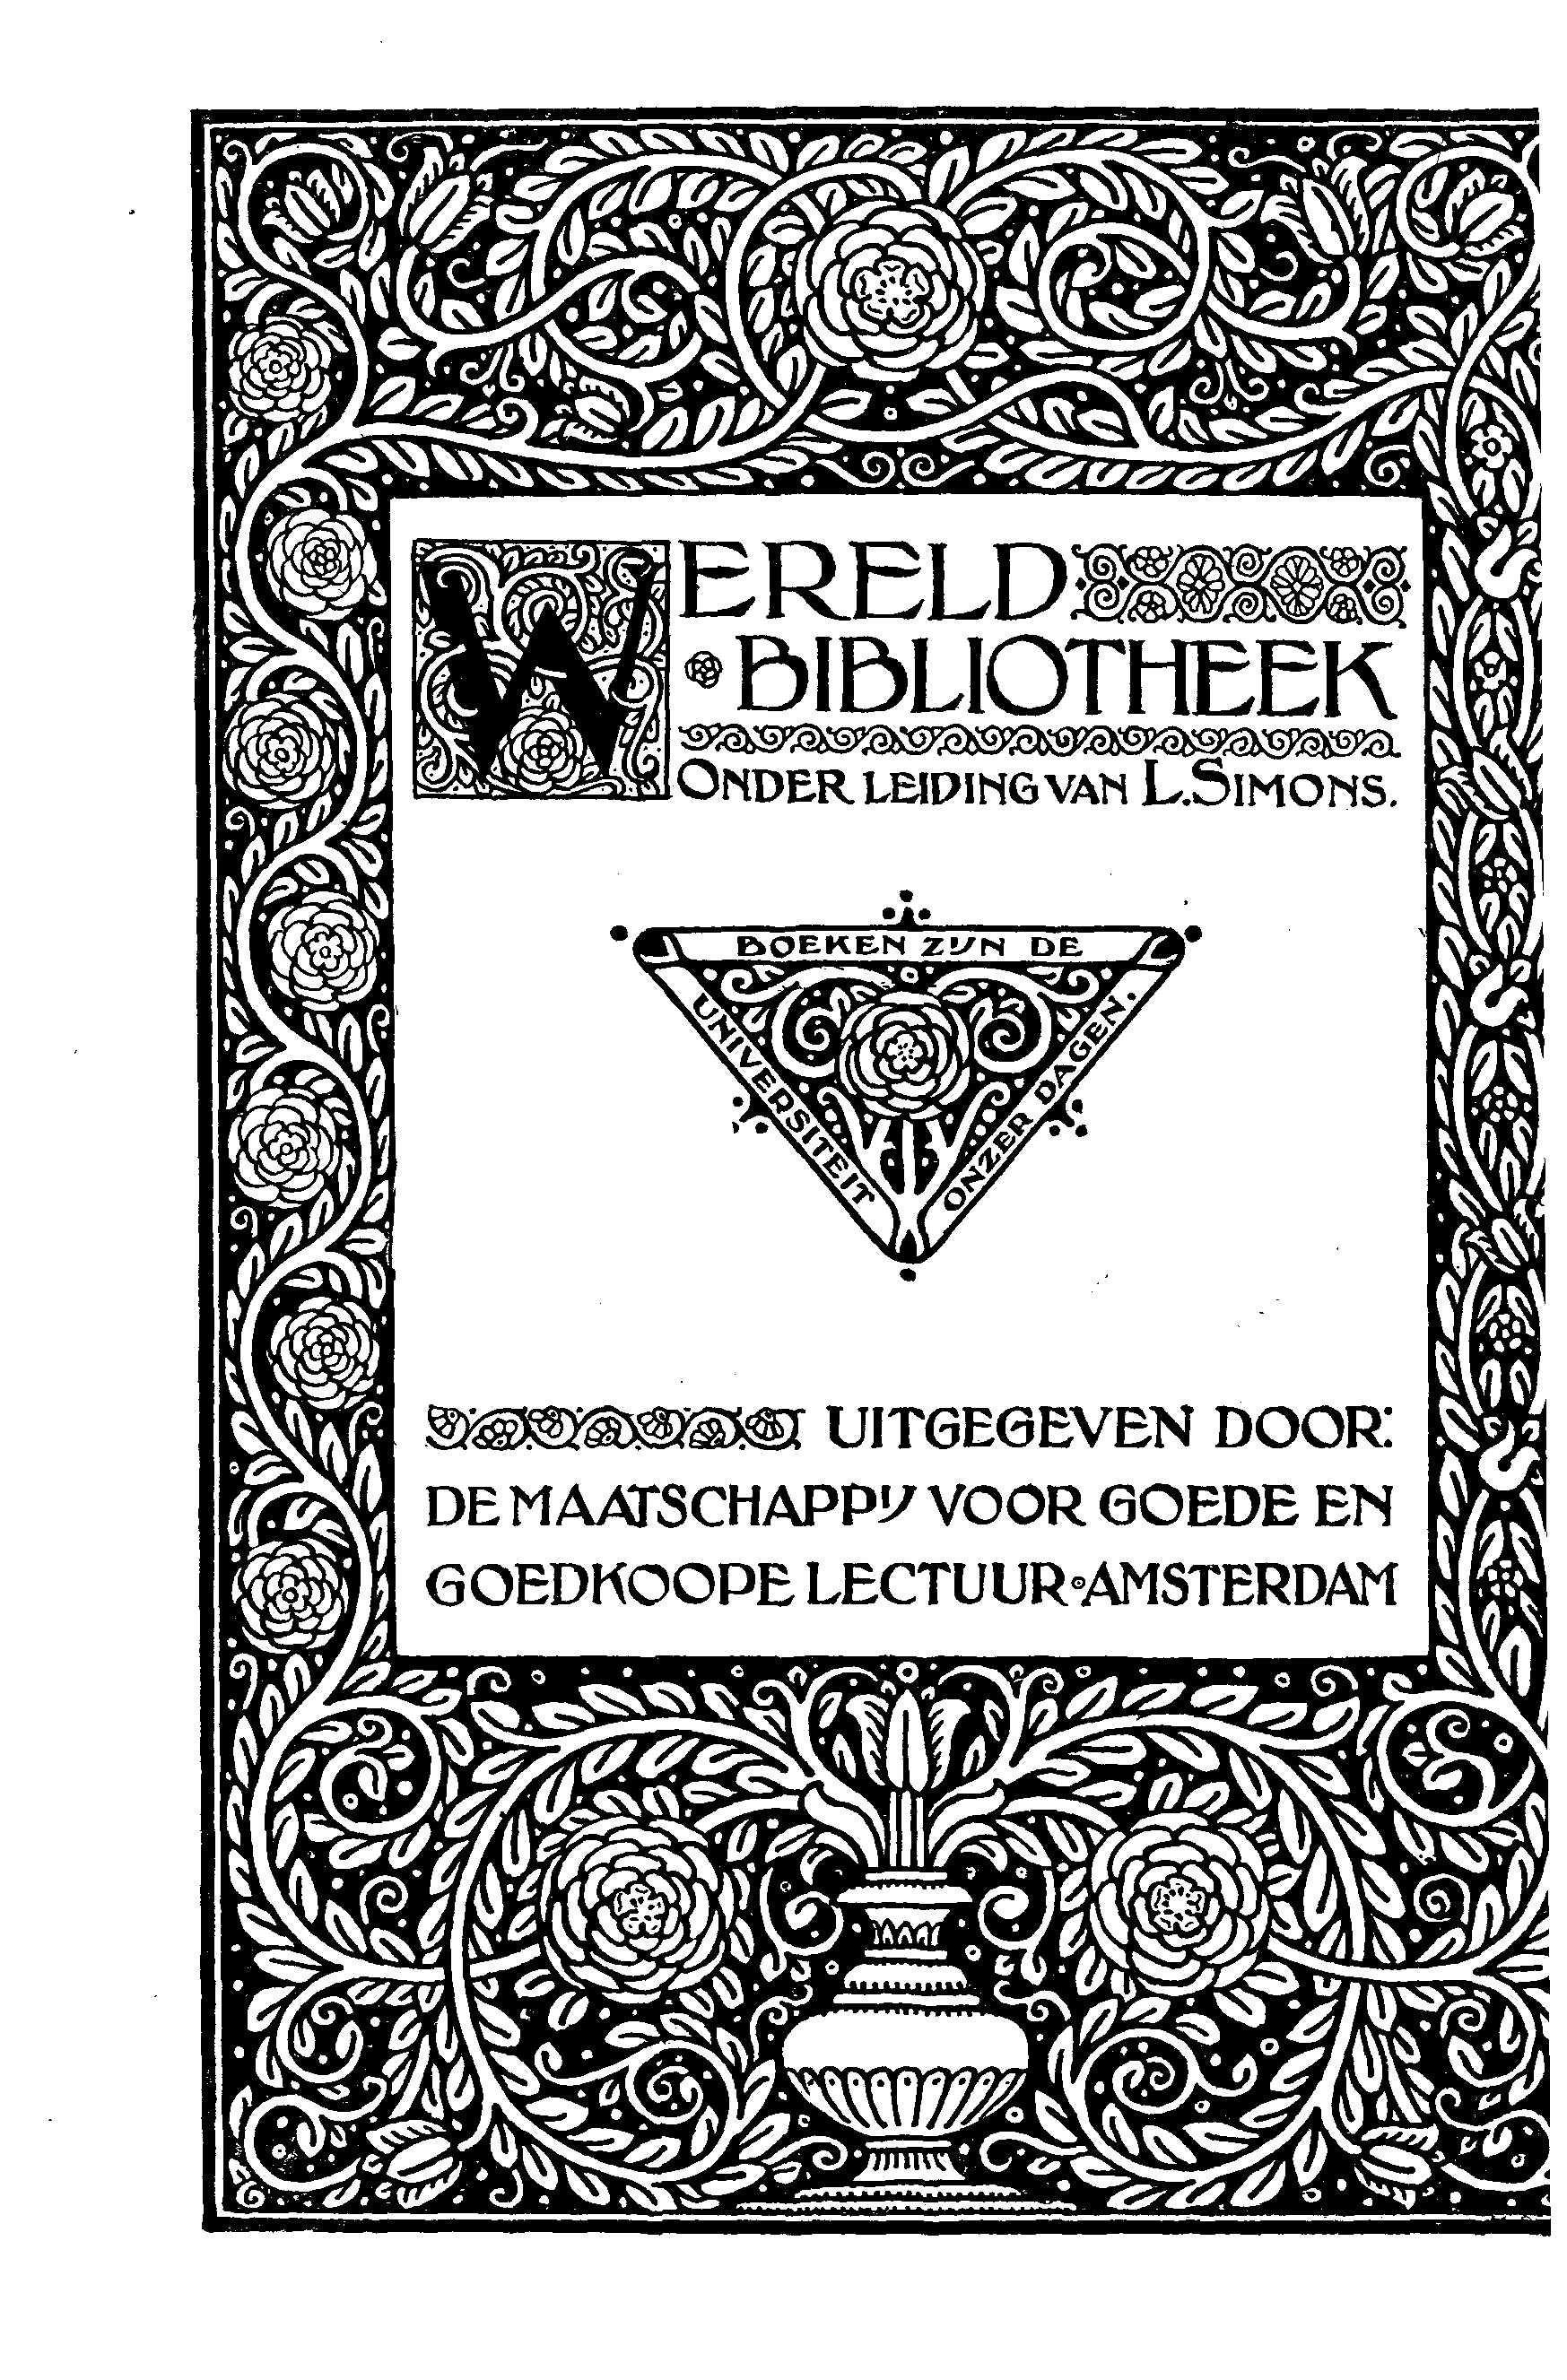 WERELD
BIBLIOTHEEK
ONDER LEIDING VAN L. SIMONS.
BOEKEN ZIJN DE
UNIVERSITEIT
ONZER DAGEN.
UITGEGEVEN DOOR:
DE MAATSCHAPPIJ VOOR GOEDE EN
GOEDKOOPE LECTUUR∘AMSTERDAM